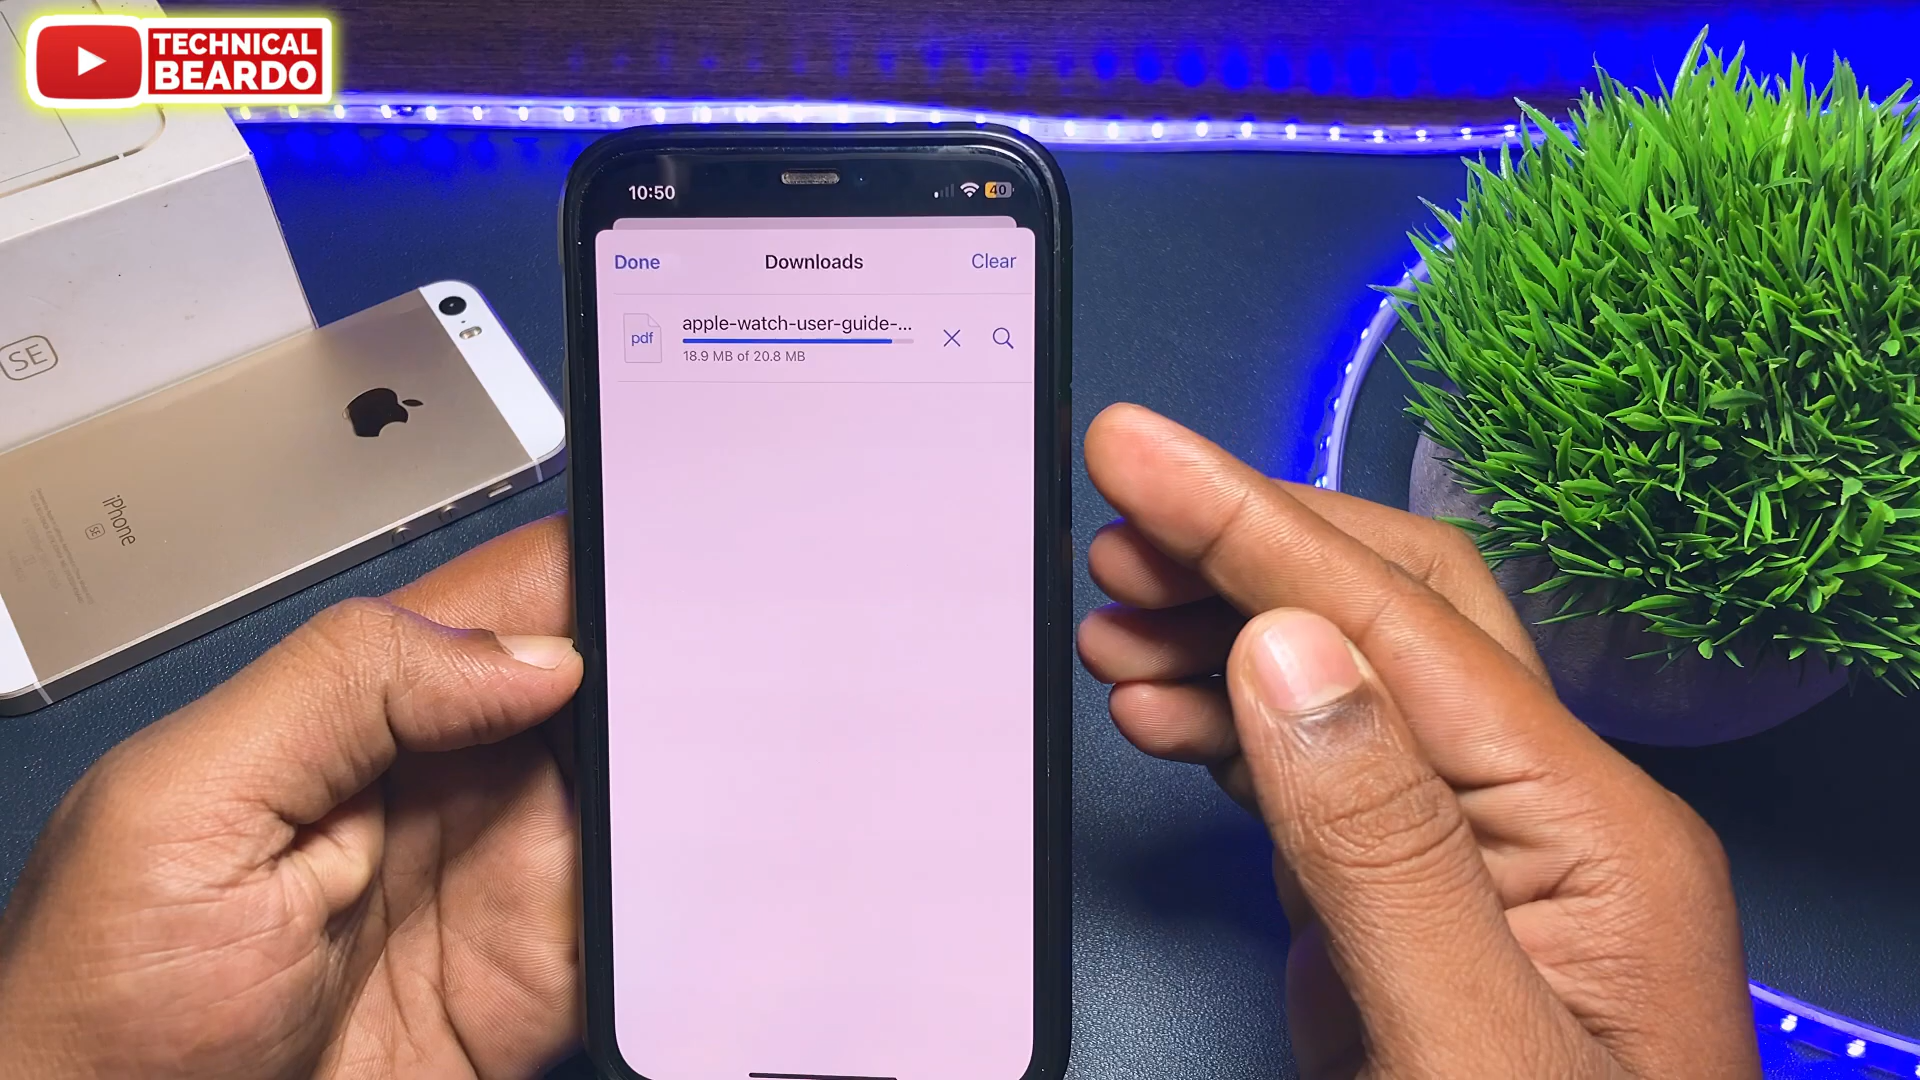 TECHNICAL
BEARDO
10:50
40
Done
Downloads
Clear
pdf
apple-watch-user-guide-...
18.9 MB of 20.8 MB
SE
iPhone
SE